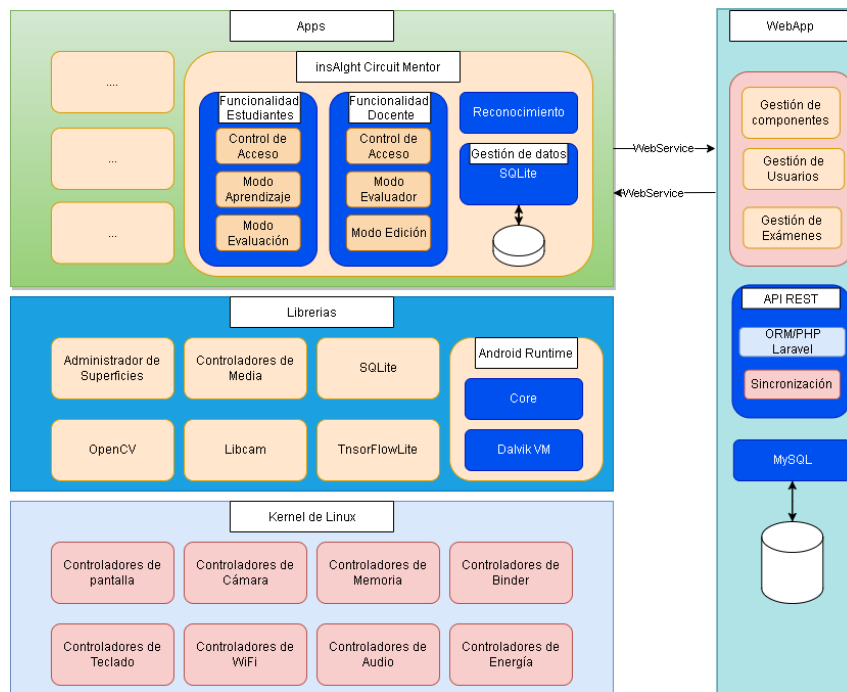 Apps
WebApp
insAIght Circuit Mentor
....
...
...
Funcionalidad
Estudiantes
Control de
Acceso
Modo
Aprendizaje
Modo
Evaluación
Funcionalidad
Docente
Control de
Acceso
Modo
Evaluador
Modo Edición
Reconocimiento
Gestión de datos
SQLite
WebService
WebService
Gestión de
componentes
Gestión de
Usuarios
Gestión de
Exámenes
API REST
ORM/PHP
Laravel
Sincronización
MySQL
Librerias
Administrador de
Superficies
Controladores de
Media
SQLite
Android Runtime
Core
Dalvik VM
OpenCV
Libcam
TnsorFlowLite
Kernel de Linux
Controladores de
pantalla
Controladores de
Cámara
Controladores de
Memoria
Controladores de
Binder
Controladores de
Teclado
Controladores de
WiFi
Controladores de
Audio
Controladores de
Energía